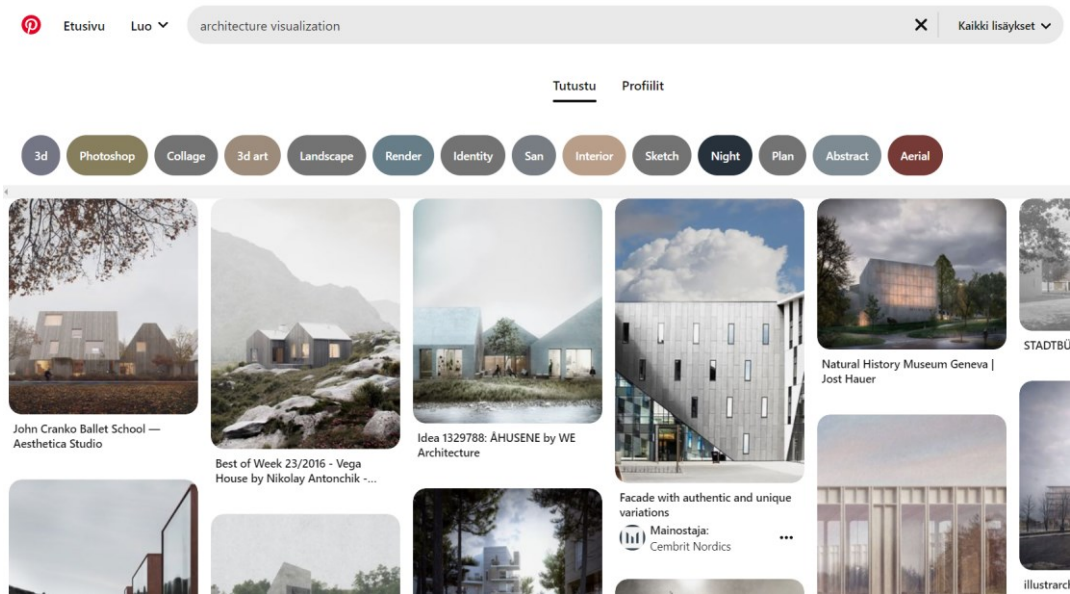 Etusivu
Luo
architecture visualization
Kaikki lisäykset
Tutustu
Profiilit
3d
Photoshop
Collage
3d art
Landscape
Render
Identity
San
Interior
Sketch
Night
Plan
Abstract
Aerial
John Cranko Ballet School —
Aesthetica Studio
Best of Week 23/2016 - Vega
House by Nikolay Antonchik -...
Idea 1329788: ÅHUSENE by WE
Architecture
Facade with authentic and unique
variations
Mainostaja:
Cembrit Nordics
Natural History Museum Geneva |
Jost Hauer
STADTBÜ
illustrarch